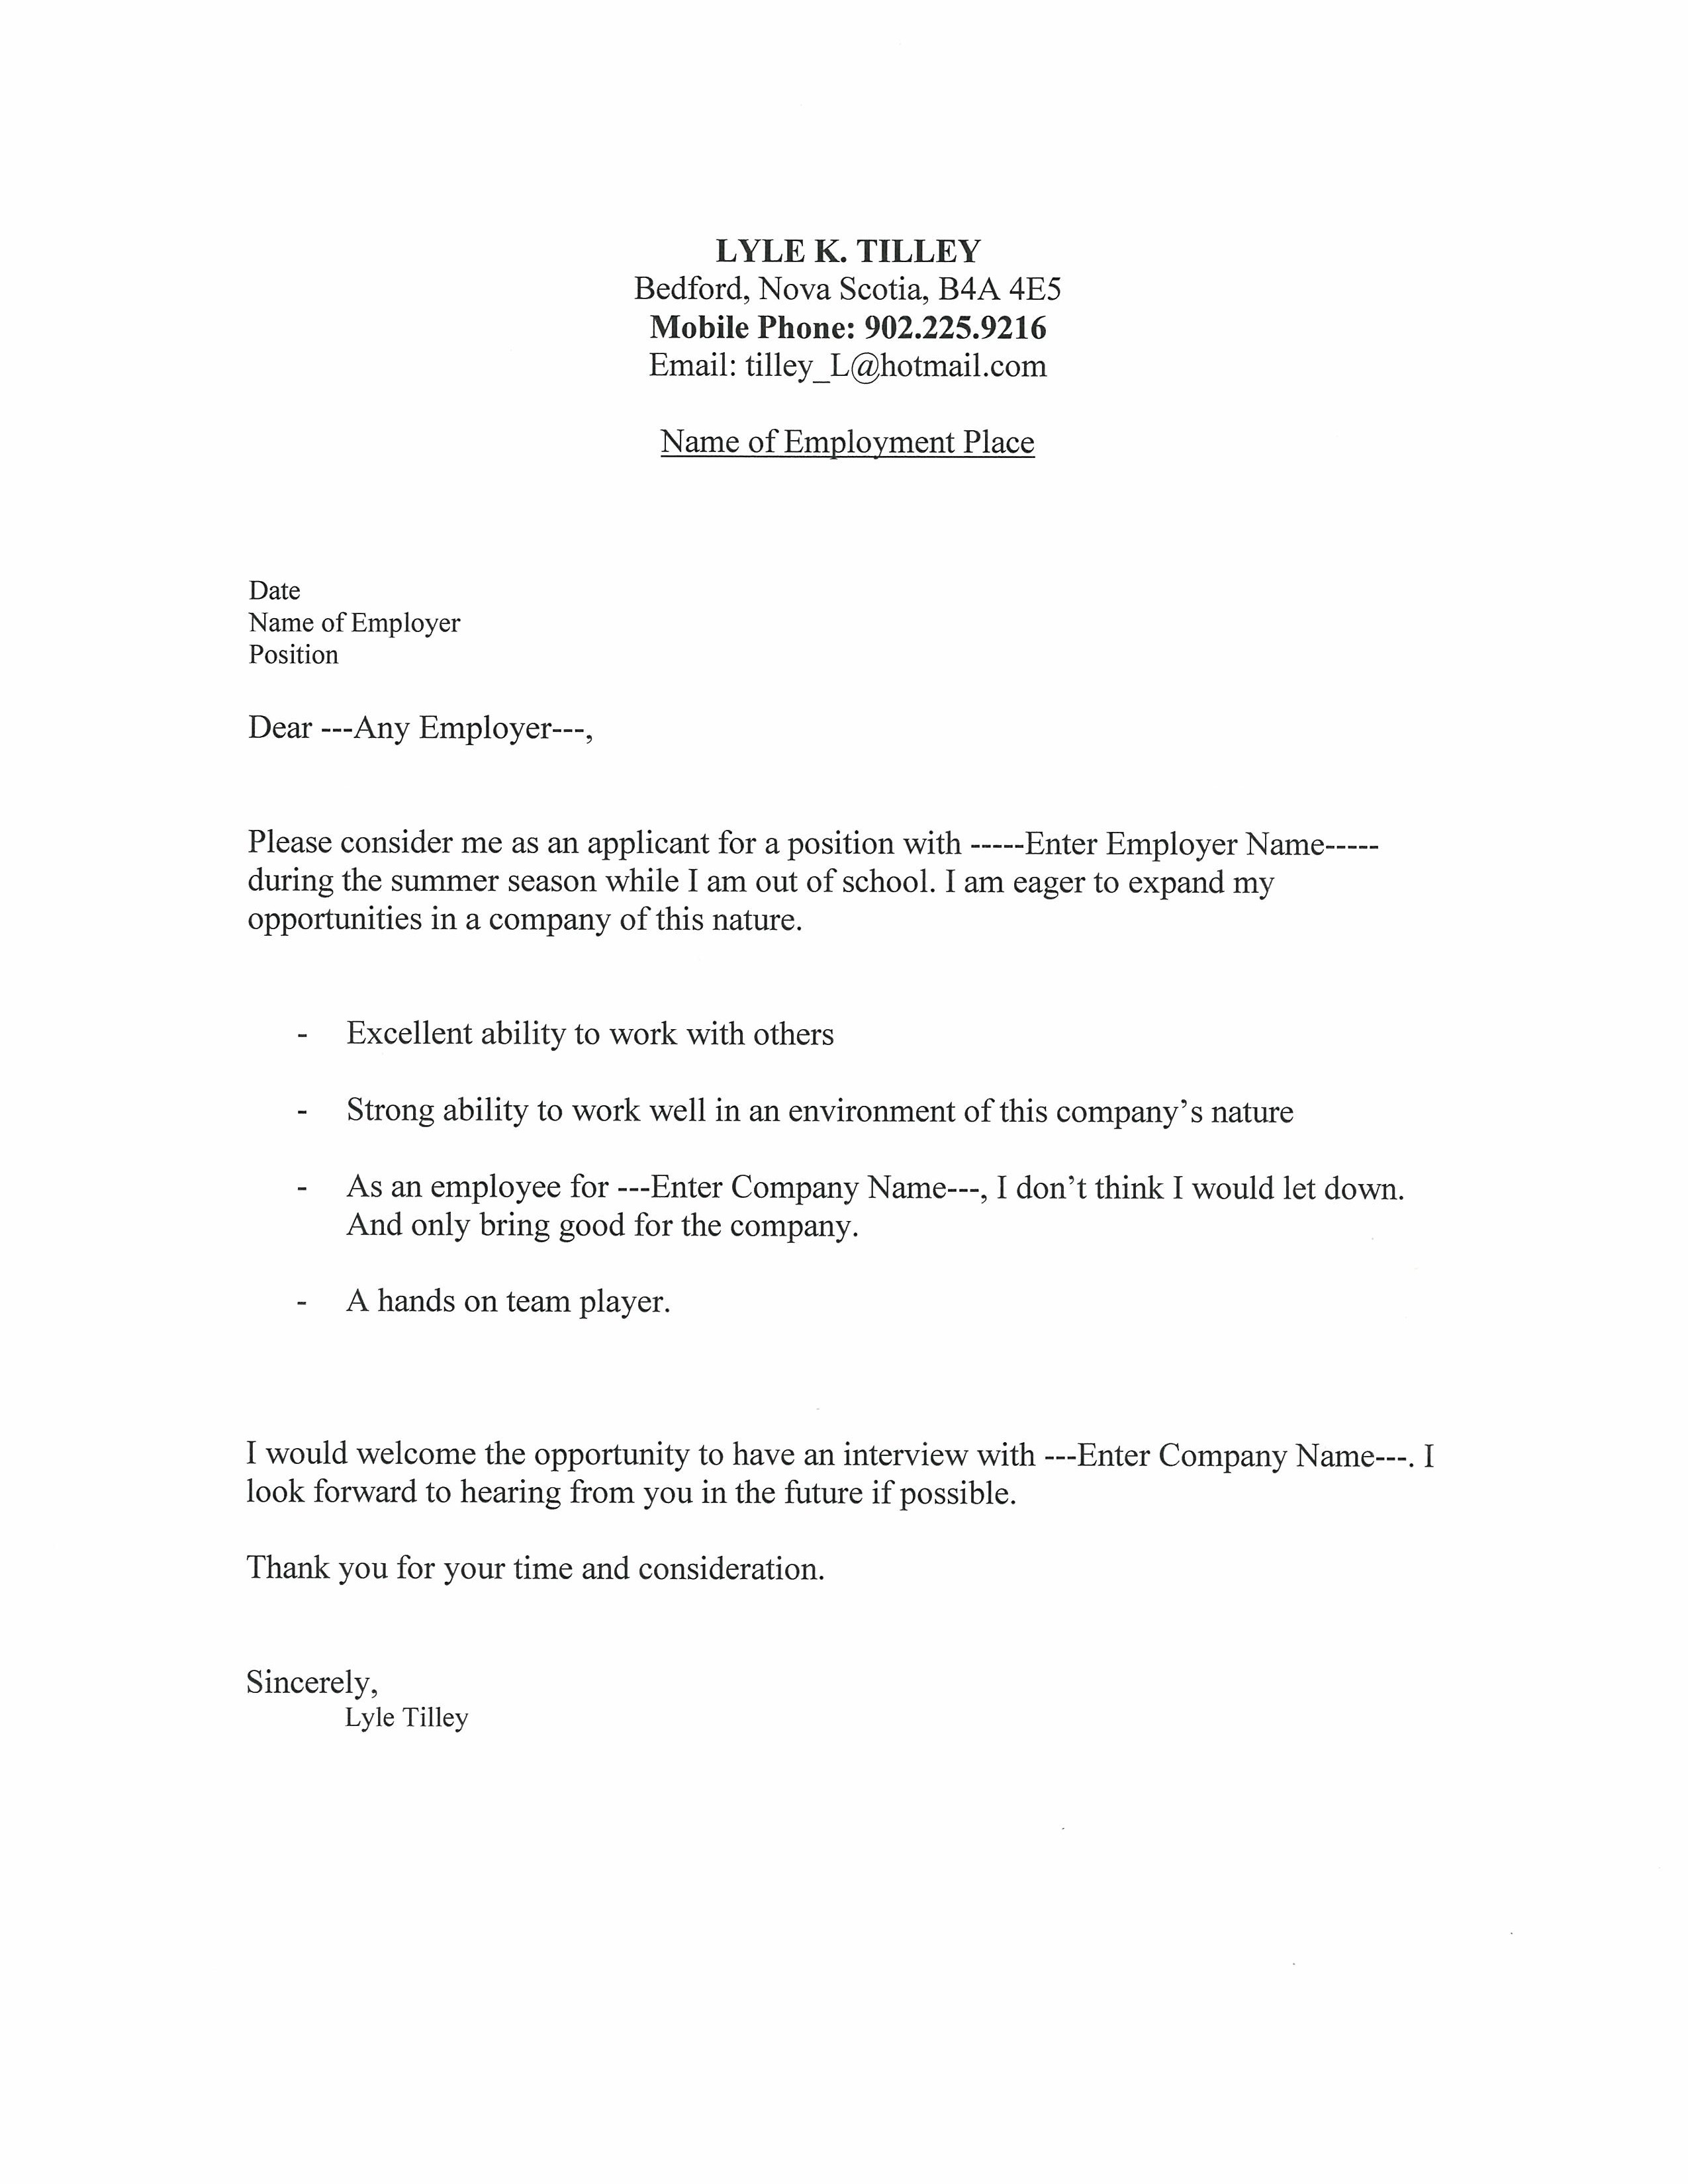 LYLE K. TILLEY
Bedford, Nova Scotia, B4A 4E5
Mobile Phone: 902.225.9216
Email: tilley_L@hotmail.com
Name of Employment Place
Date
Name of Employer
Position
Dear ---Any Employer---,
Please consider me as an applicant for a position with -----Enter Employer Name-----
during the summer season while I am out of school. I am eager to expand my
opportunities in a company of this nature.
- Excellent ability to work with others
- Strong ability to work well in an environment of this company's nature
- As an employee for ---Enter Company Name---, I don't think I would let down.
And only bring good for the company.
- A hands on team player.
I would welcome the opportunity to have an interview with ---Enter Company Name---. I
look forward to hearing from you in the future if possible.
Thank you for your time and consideration.
Sincerely,
Lyle Tilley